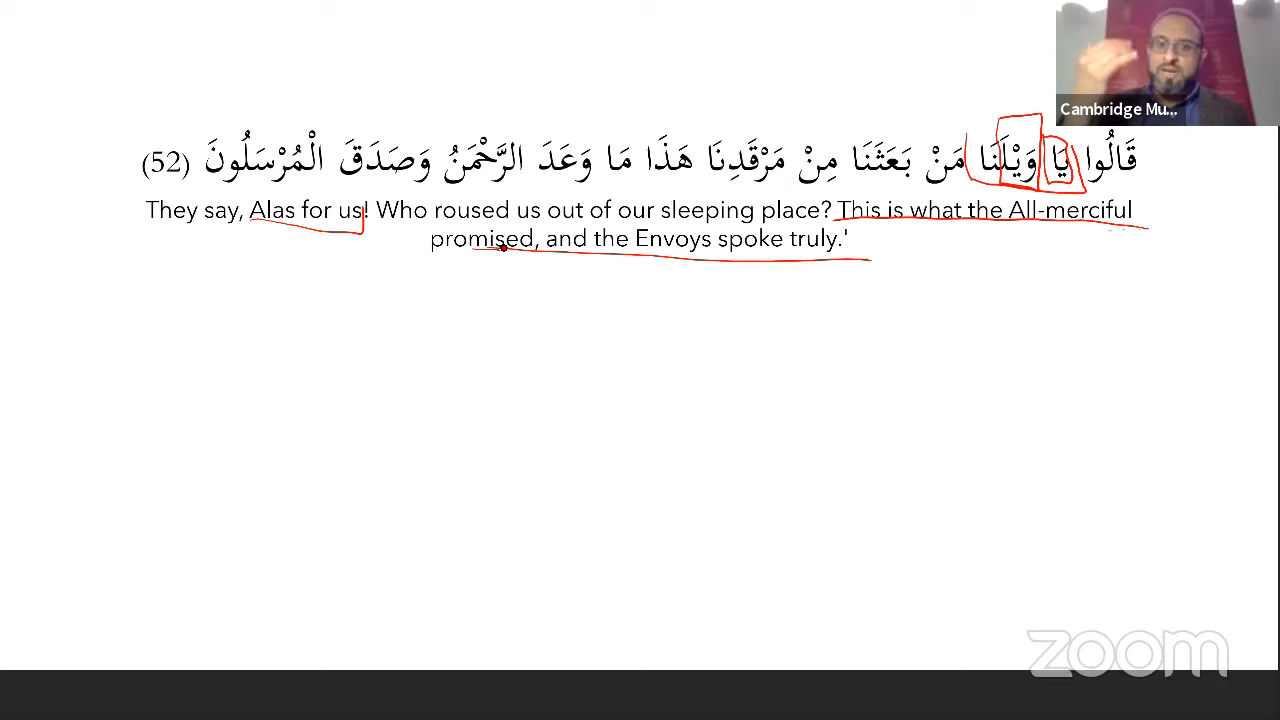 Cambridge Mu...
قَالُوا يَا وَيْلَنَا مَنْ بَعَثَنَا مِنْ مَرْقَدِنَا هَذَا مَا وَعَدَ الرَّحْمَنُ وَصَدَقَ الْمُرْسَلُونَ (52)
They say, Alas for us! Who roused us out of our sleeping place? This is what the All-merciful
promised, and the Envoys spoke truly.'
zoom